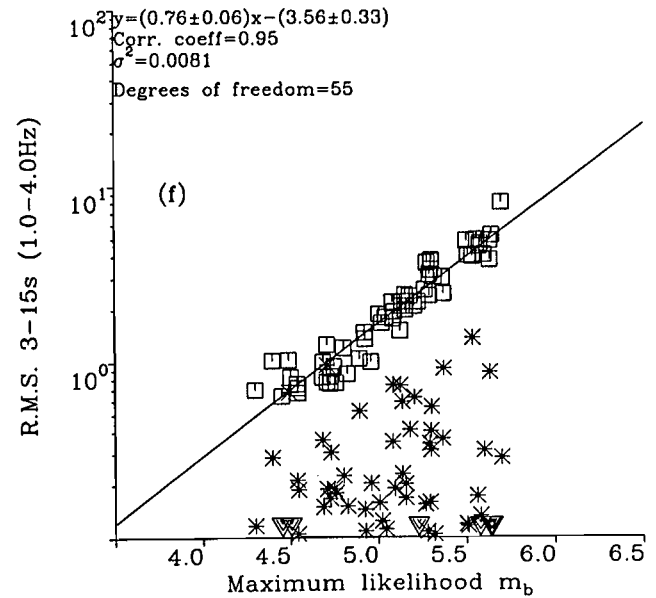 10²
y=(0.76±0.06)x−(3.56±0.33)
Corr. coeff=0.95
σ²=0.0081
Degrees of freedom=55
(f)
10¹
10⁰
R.M.S. 3−15s (1.0−4.0Hz)
4.0 4.5 5.0 5.5 6.0 6.5
Maximum likelihood m_b